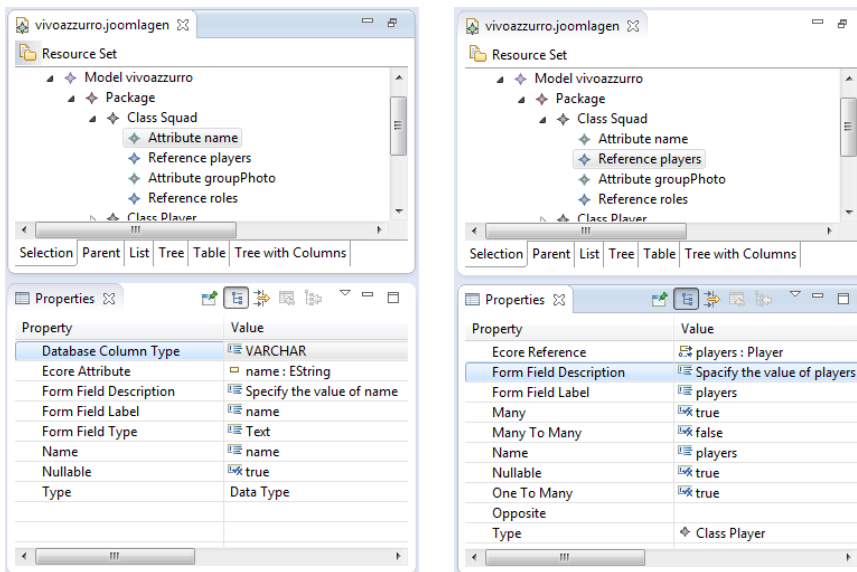 vivoazzurro.joomlagen
Resource Set
Model vivoazzurro
Package
Class Squad
Attribute name
Reference players
Attribute groupPhoto
Reference roles
Class Player
Selection Parent List Tree Table Tree with Columns
Properties
Property Value
Database Column Type VARCHAR
Ecore Attribute name : EString
Form Field Description Specify the value of name
Form Field Label name
Form Field Type Text
Name name
Nullable true
Type Data Type
vivoazzurro.joomlagen
Resource Set
Model vivoazzurro
Package
Class Squad
Attribute name
Reference players
Attribute groupPhoto
Reference roles
Class Player
Selection Parent List Tree Table Tree with Columns
Properties
Property Value
Ecore Reference players : Player
Form Field Description Spacify the value of players
Form Field Label players
Many true
Many To Many false
Name players
Nullable true
One To Many true
Opposite
Type Class Player